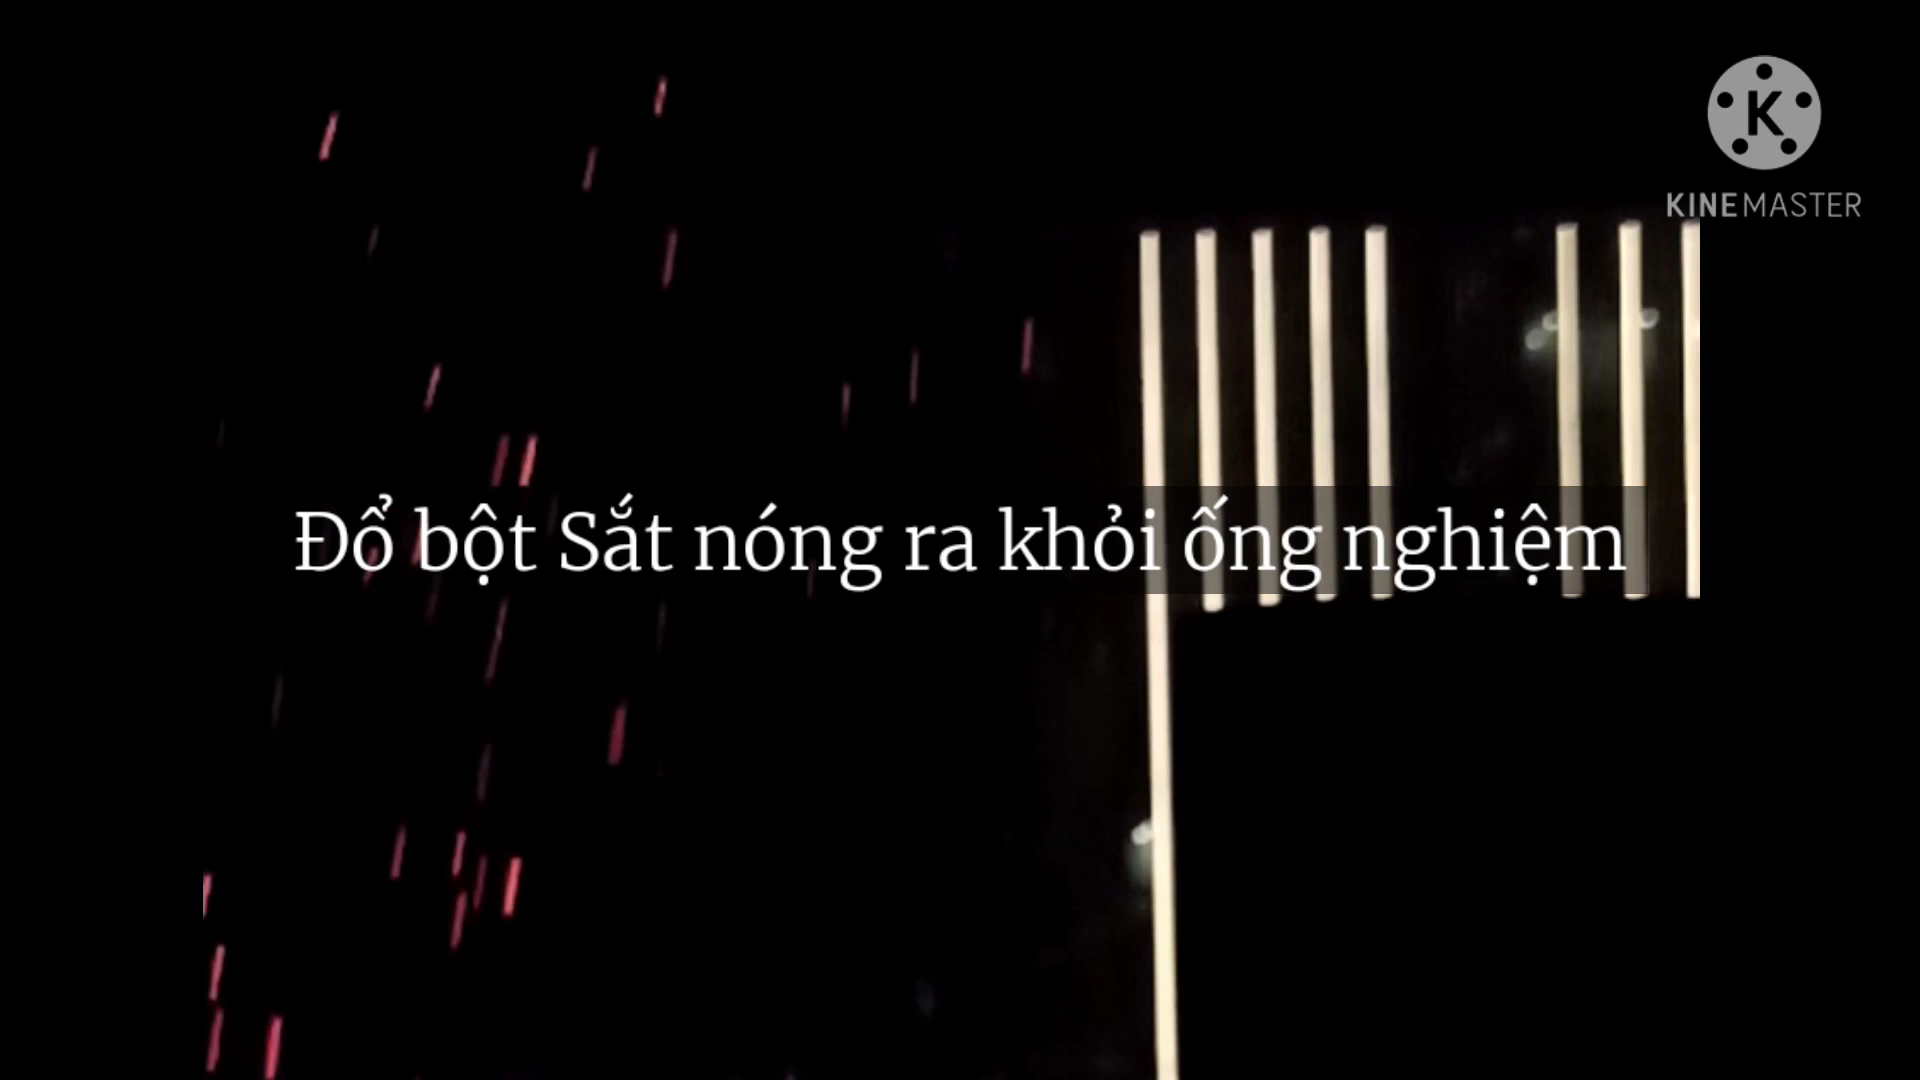 K
KINEMASTER
Đổ bột Sắt nóng ra khỏi ống nghiệm